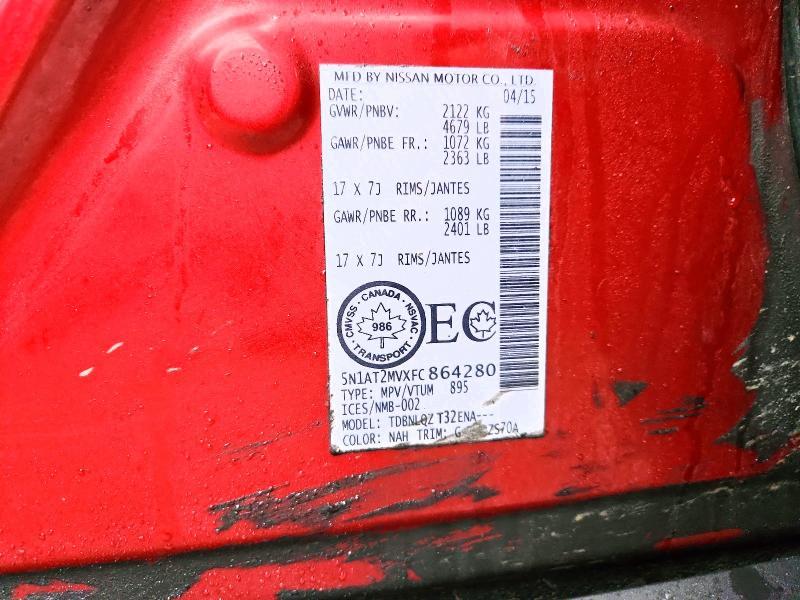 MFD BY NISSAN MOTOR CO., LTD.
DATE: 04/15
GVWR/PNBV: 2122 KG
4679 LB
GAWR/PNBE FR.: 1072 KG
2363 LB
17 X 7J RIMS/JANTES
GAWR/PNBE RR.: 1089 KG
2401 LB
17 X 7J RIMS/JANTES
CMVSS · CANADA · NSVAC · TRANSPORT ·
986
EC
5N1AT2MVXFC864280
TYPE: MPV/VTUM 895
ICES/NMB-002
MODEL: TDBNLQZ T32ENA---
COLOR: NAH TRIM: